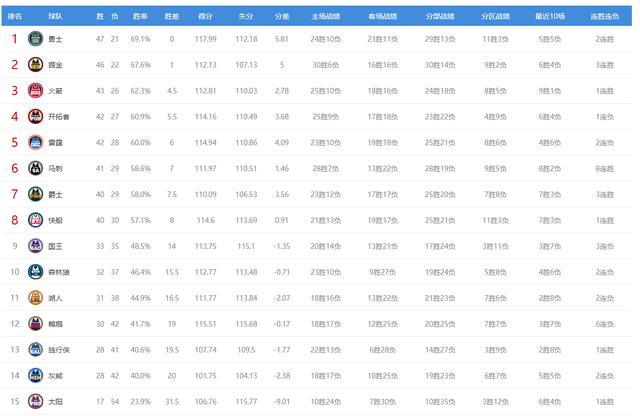 排名 球队 胜 负 胜率 胜差 得分 失分 分差 主场战绩 客场战绩 分部战绩 分区战绩 最近10场 连胜连负
1 勇士 47 21 69.1% 0 117.99 112.18 5.81 24胜10负 23胜11负 29胜13负 11胜3负 5胜5负 2连胜
2 掘金 46 22 67.6% 1 112.13 107.13 5 30胜6负 16胜16负 30胜14负 9胜2负 6胜4负 3连胜
3 火箭 43 26 62.3% 4.5 112.81 110.03 2.78 25胜10负 18胜16负 24胜18负 8胜5负 9胜1负 1连胜
4 开拓者 42 27 60.9% 5.5 114.16 110.49 3.68 25胜9负 17胜18负 23胜22负 4胜9负 6胜4负 1连负
5 雷霆 42 28 60.0% 6 114.94 110.86 4.09 23胜10负 19胜18负 25胜18负 8胜5负 4胜6负 2连负
6 马刺 41 29 58.6% 7 111.97 110.51 1.46 28胜7负 13胜22负 28胜19负 9胜5负 8胜2负 8连胜
7 爵士 40 29 58.0% 7.5 110.09 106.53 3.56 23胜12负 17胜17负 25胜20负 7胜8负 7胜3负 3连胜
8 快船 40 30 57.1% 8 114.6 113.69 0.91 21胜13负 19胜17负 25胜21负 11胜3负 7胜3负 1连胜
9 国王 33 35 48.5% 14 113.75 115.1 -1.35 20胜14负 13胜21负 17胜24负 3胜11负 3胜7负 3连负
10 森林狼 32 37 46.4% 15.5 112.77 113.48 -0.71 23胜10负 9胜27负 19胜24负 5胜8负 4胜6负 2连负
11 湖人 31 38 44.9% 16.5 111.77 113.84 -2.07 18胜16负 13胜22负 21胜23负 7胜6负 2胜8负 2连负
12 鹈鹕 30 42 41.7% 19 115.51 115.68 -0.17 18胜17负 12胜25负 20胜25负 7胜7负 3胜7负 6连负
13 独行侠 28 41 40.6% 19.5 107.74 109.5 -1.77 22胜13负 6胜28负 14胜27负 3胜9负 2胜8负 1连胜
14 灰熊 28 42 40.0% 20 101.75 104.13 -2.38 18胜17负 10胜25负 19胜23负 7胜6负 5胜5负 2连胜
15 太阳 17 54 23.9% 31.5 106.76 115.77 -9.01 10胜24负 7胜30负 10胜35负 3胜12负 6胜4负 1连胜